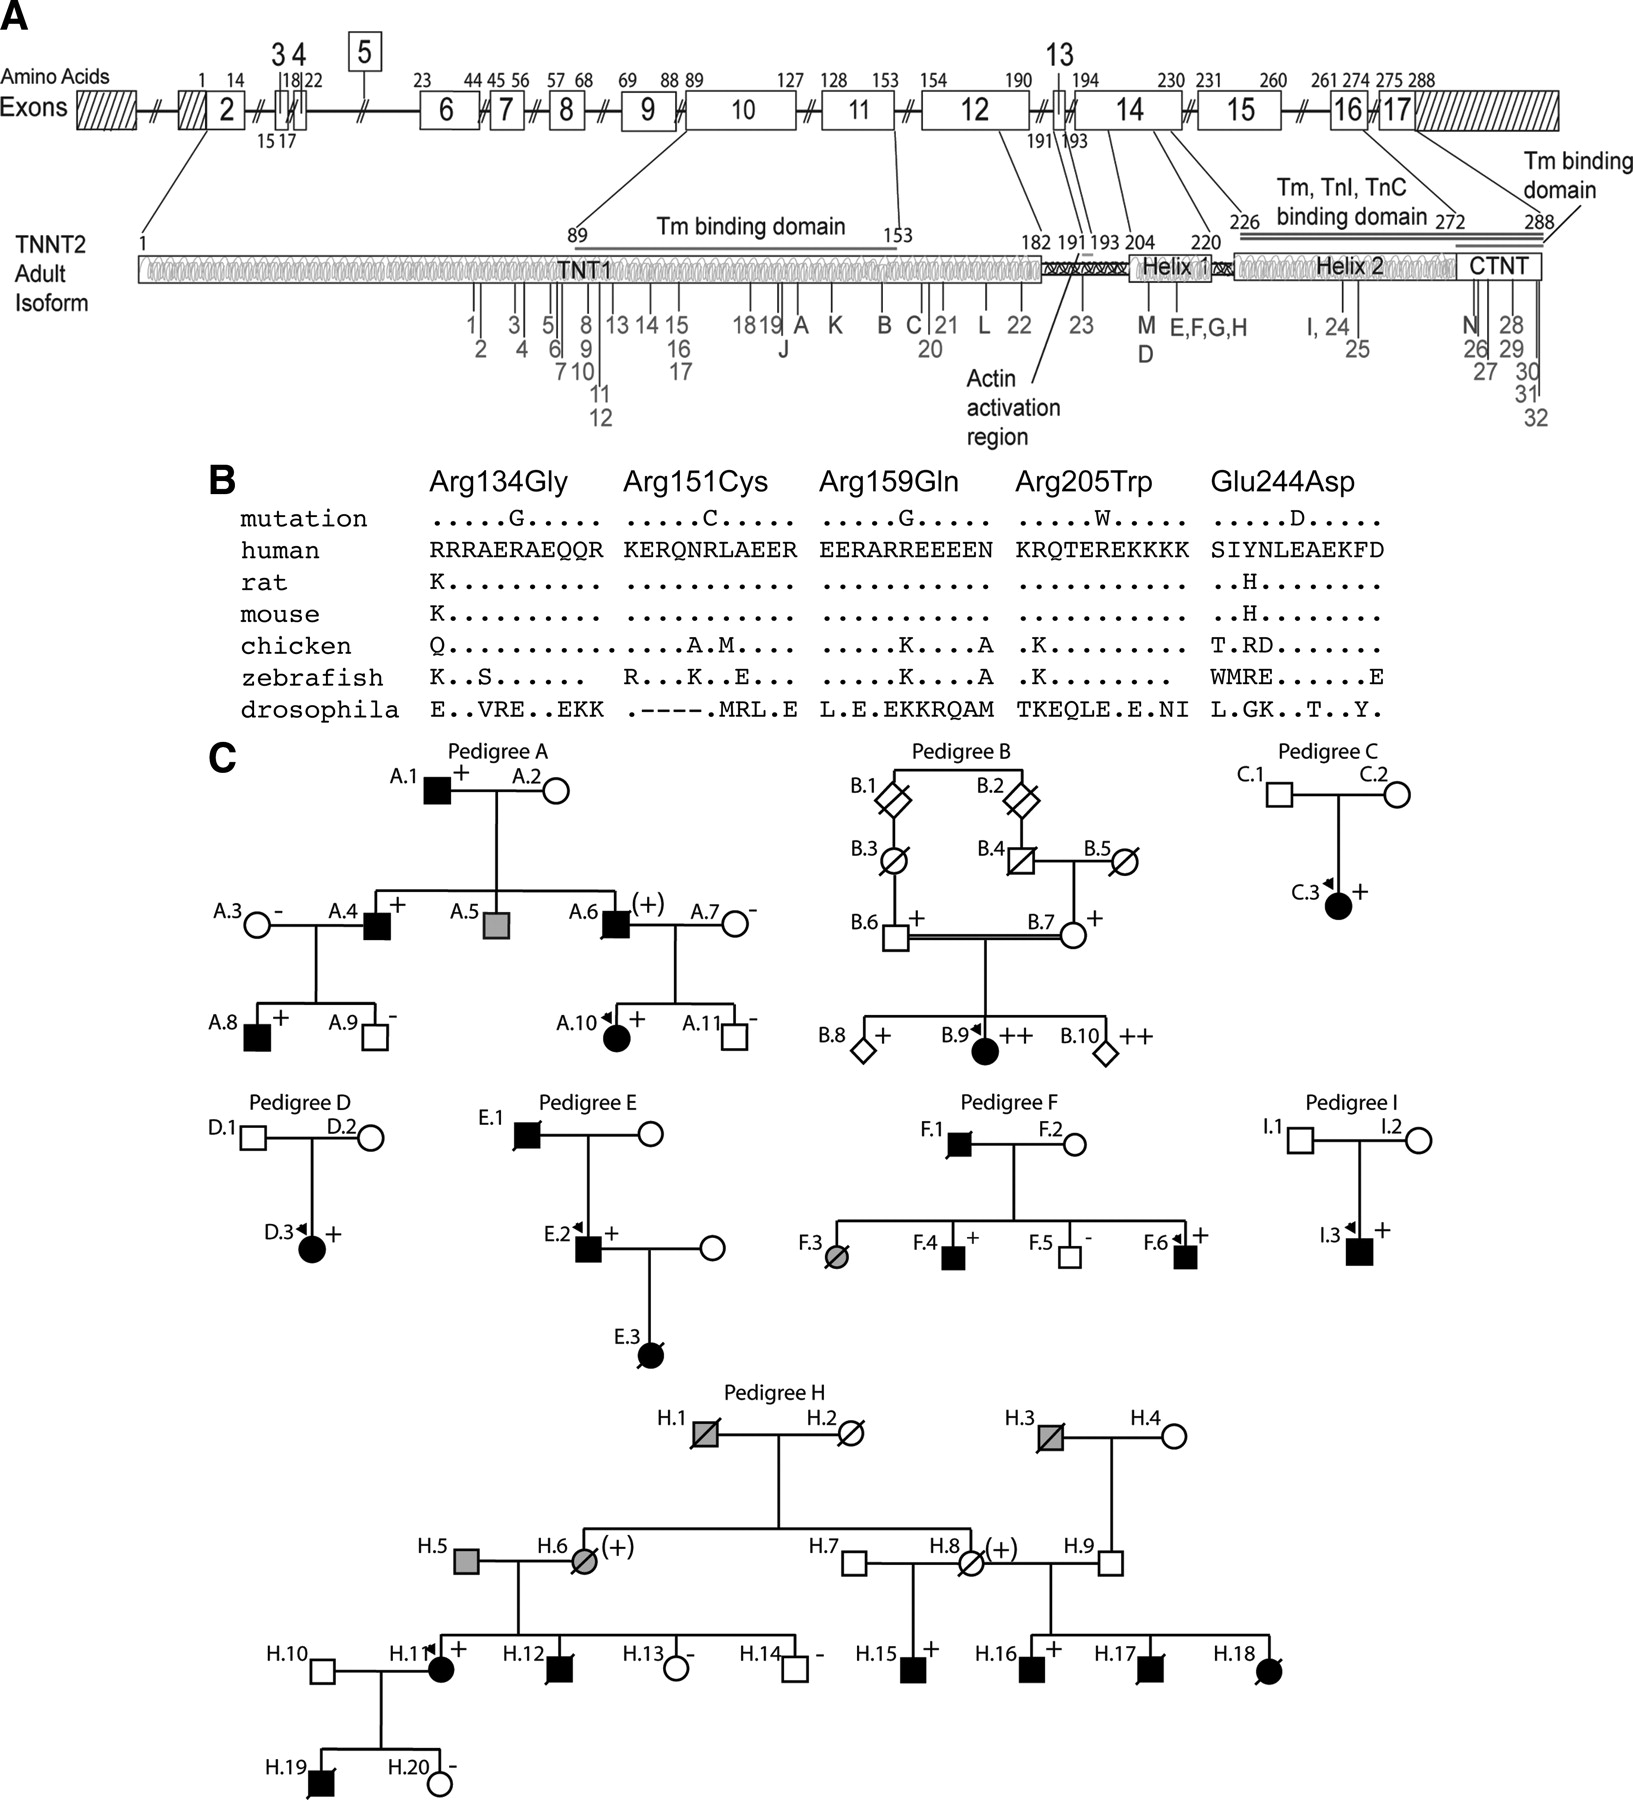 A
3 4 5 13
Amino Acids 1 14 18 22 23 44 45 56 57 68 69 88 89 127 128 153 154 190 194 230 231 260 261 274 275 288
Exons 2 6 7 8 9 10 11 12 14 15 16 17
15 17 191 193
Tm binding
domain
Tm, TnI, TnC
binding domain
Tm binding domain
TNNT2
Adult
Isoform
1 89 153 182 191 193 204 220 226 272 288
TNT1 Helix 1 Helix 2 CTNT
1 3 5 8 13 14 15 18 19 A K B C 21 L 22 23 M E,F,G,H I, 24 N 28
2 4 6 9 16 J 20 D 25 26 29
7 10 17 27 30
11 31
12 32
Actin
activation
region
B
Arg134Gly Arg151Cys Arg159Gln Arg205Trp Glu244Asp
mutation .....G..... .....C..... .....G..... .....W..... .....D.....
human RRRAERAEQQR KERQNRLAEER EERARREEEEN KRQTEREKKKK SIYNLEAEKFD
rat K.......... ........... ........... ........... ..H........
mouse K.......... ........... ........... ........... ..H........
chicken Q.......... ....A.M.... .....K....A .K......... T.RD.......
zebrafish K..S...... R...K..E... .....K....A .K........ WMRE......E
drosophila E..VRE..EKK .----.MRL.E L.E.EKKRQAM TKEQLE.E.NI L.GK..T..Y.
C
Pedigree A
A.1 + A.2
A.3 - A.4 + A.5 A.6 (+) A.7 -
A.8 + A.9 - A.10 + A.11 -
Pedigree B
B.1 B.2
B.3 B.4 B.5
B.6 + B.7 +
B.8 + B.9 ++ B.10 ++
Pedigree C
C.1 C.2
C.3 +
Pedigree D
D.1 D.2
D.3 +
Pedigree E
E.1
E.2 +
E.3
Pedigree F
F.1 F.2
F.3 F.4 + F.5 - F.6 +
Pedigree I
I.1 I.2
I.3 +
Pedigree H
H.1 H.2 H.3 H.4
H.5 H.6 (+) H.7 H.8 (+) H.9
H.10 H.11 + H.12 H.13 - H.14 - H.15 + H.16 + H.17 H.18
H.19 H.20 -